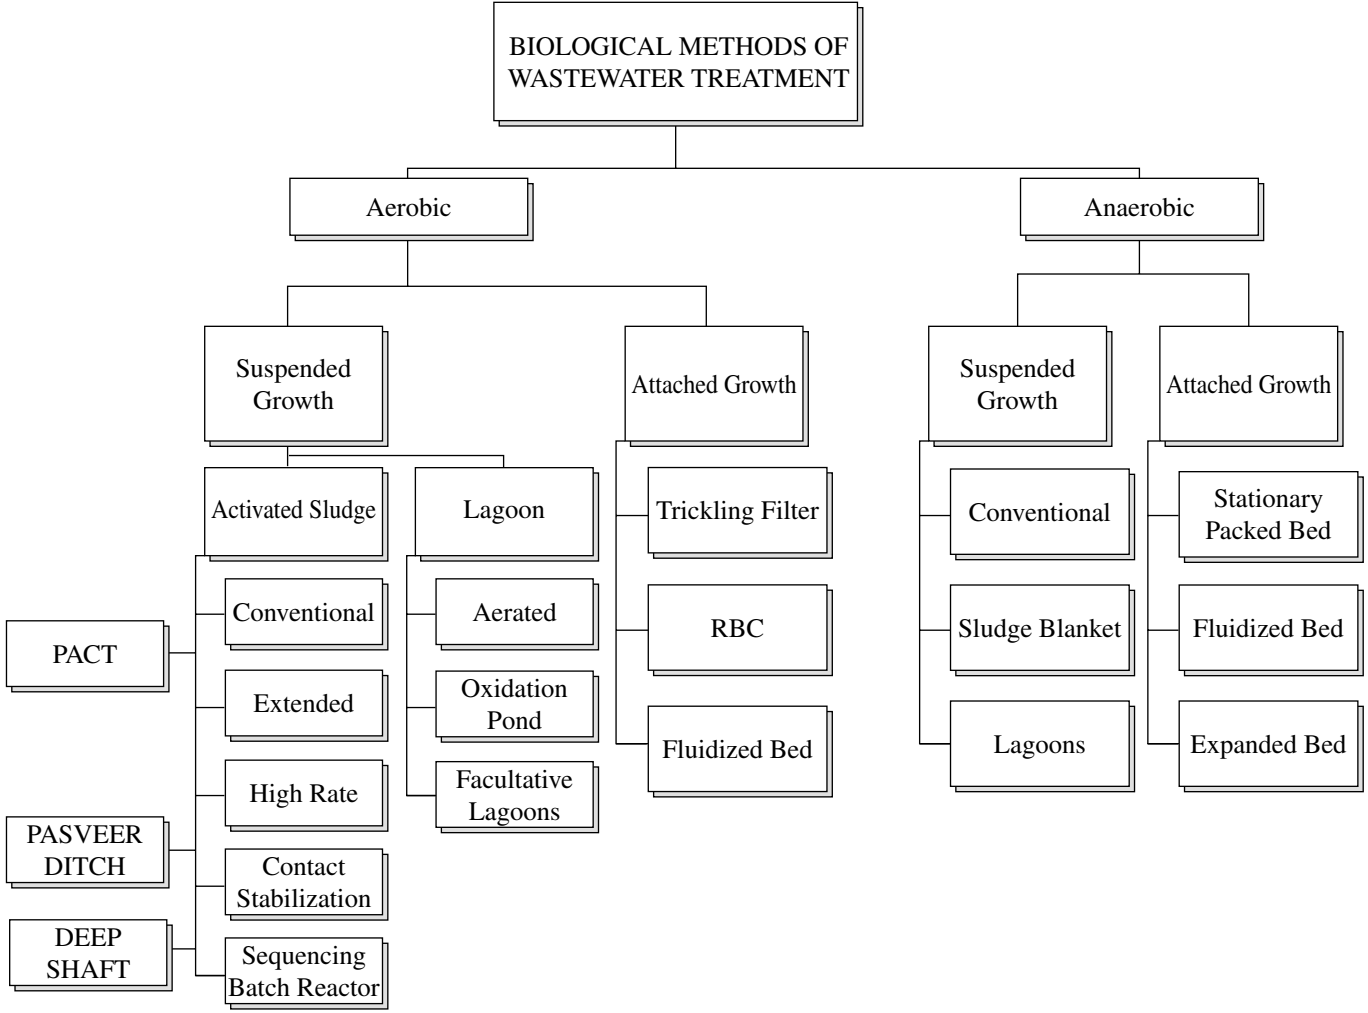 BIOLOGICAL METHODS OF
WASTEWATER TREATMENT
Aerobic
Anaerobic
Suspended
Growth
Attached Growth
Suspended
Growth
Attached Growth
Activated Sludge
Lagoon
Trickling Filter
Conventional
Stationary
Packed Bed
Conventional
Aerated
RBC
Sludge Blanket
Fluidized Bed
PACT
Extended
Oxidation
Pond
Fluidized Bed
Lagoons
Expanded Bed
High Rate
Facultative
Lagoons
PASVEER
DITCH
Contact
Stabilization
DEEP
SHAFT
Sequencing
Batch Reactor